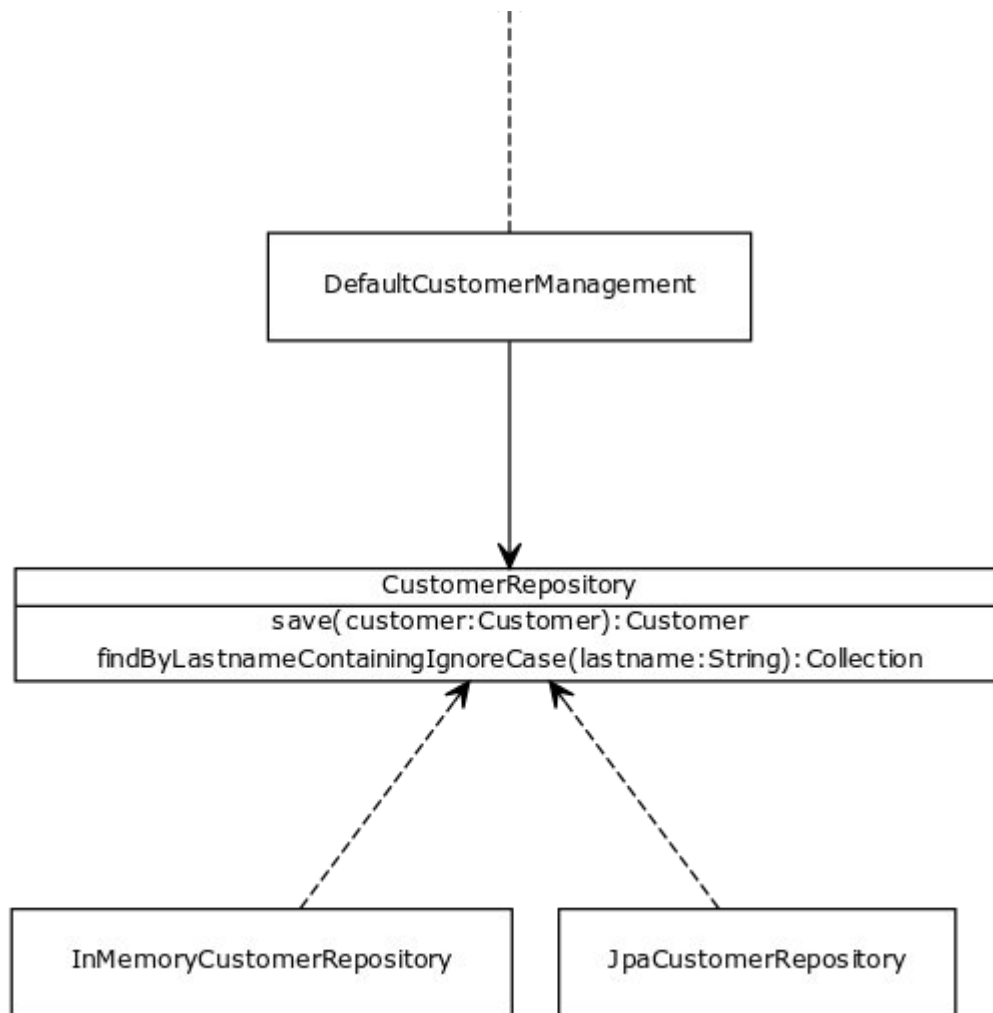 DefaultCustomerManagement
CustomerRepository
save(customer:Customer):Customer
findByLastnameContainingIgnoreCase(lastname:String):Collection
InMemoryCustomerRepository
JpaCustomerRepository